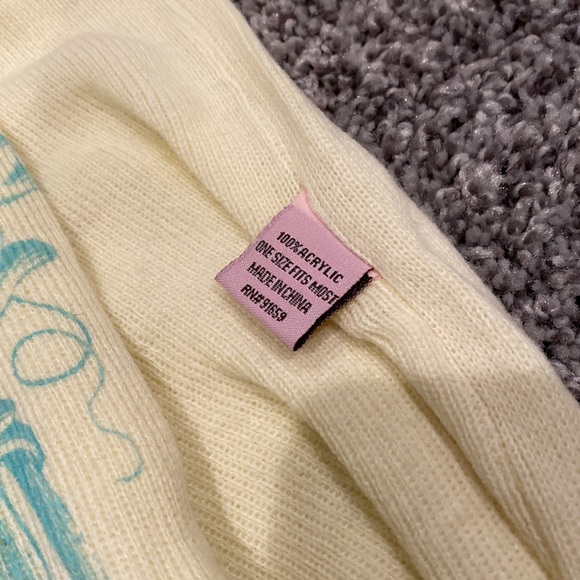 100% ACRYLIC
ONE SIZE FITS MOST
MADE IN CHINA
RN#91659